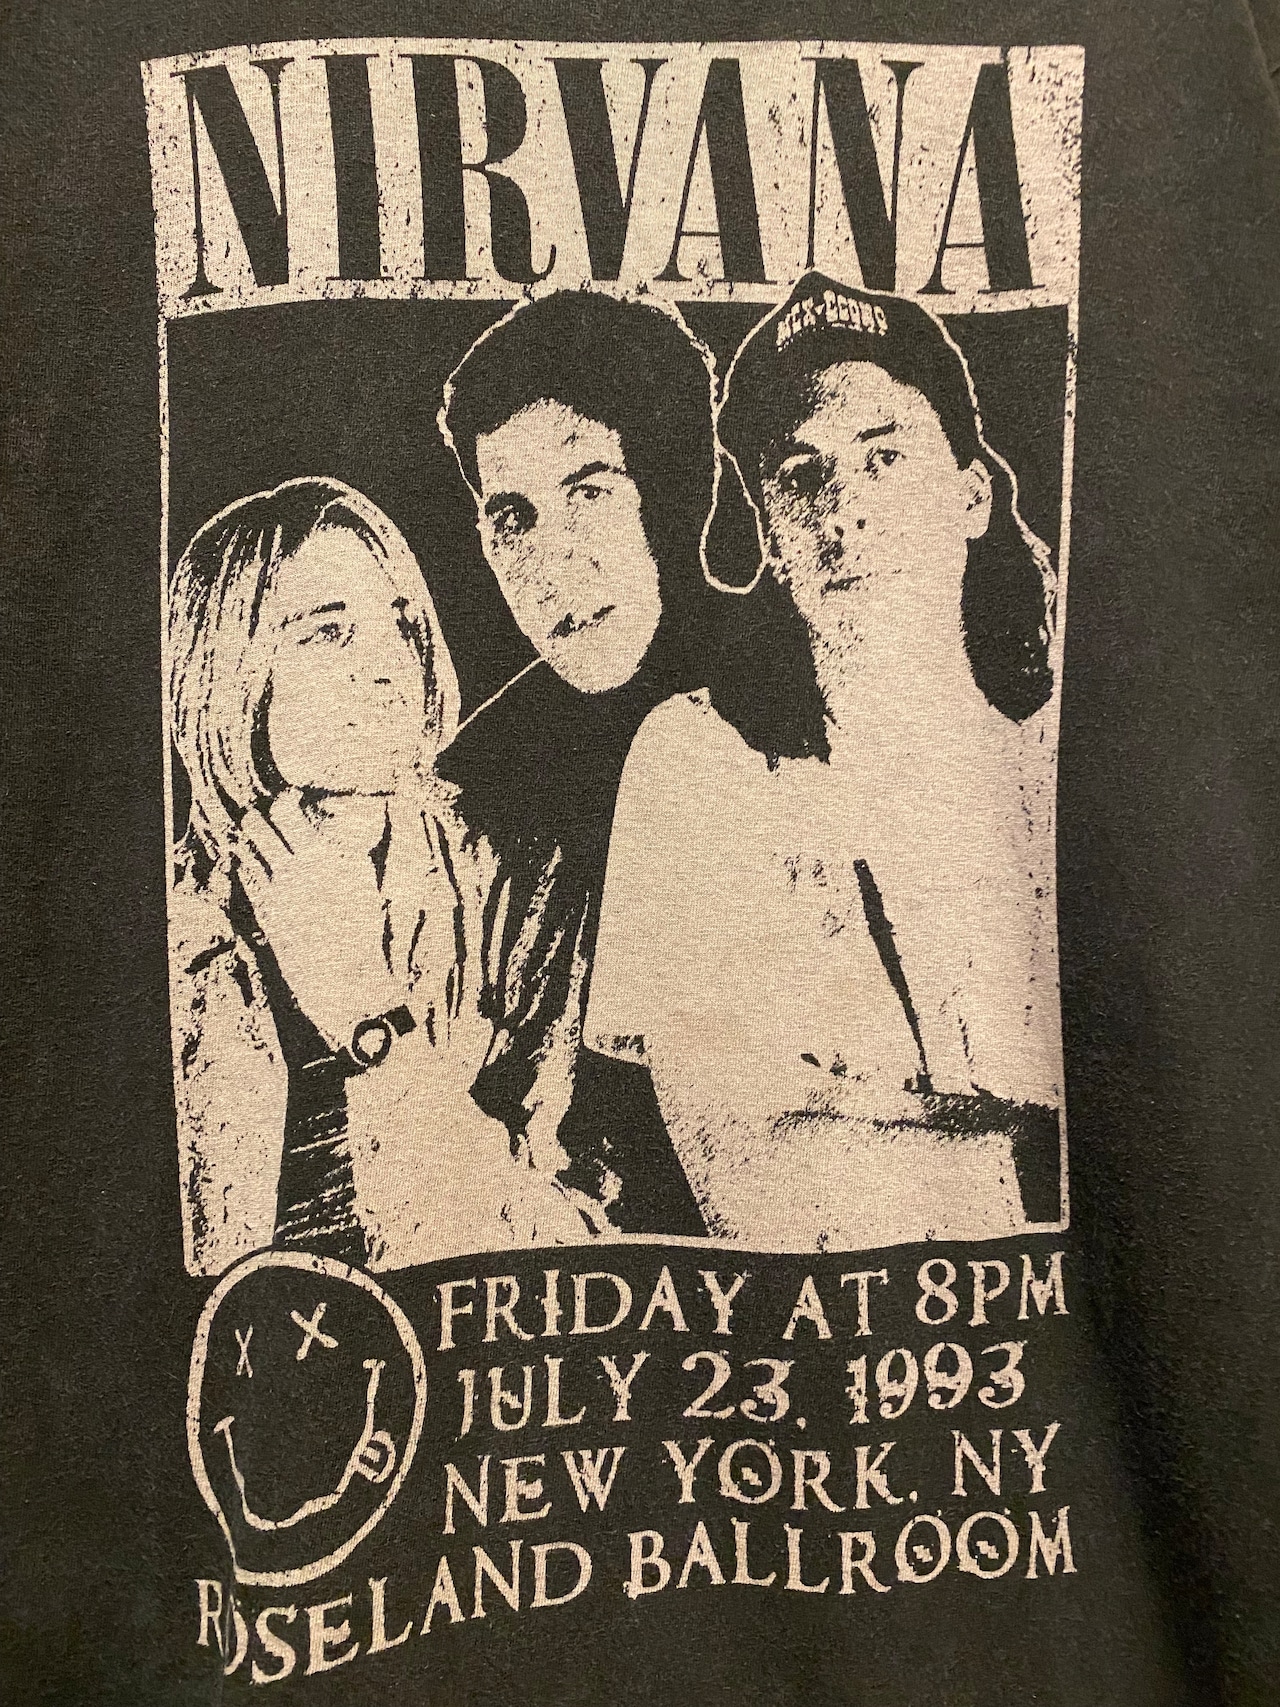 NIRVANA
FRIDAY AT 8PM
JULY 23, 1993
NEW YORK, NY
ROSELAND BALLROOM